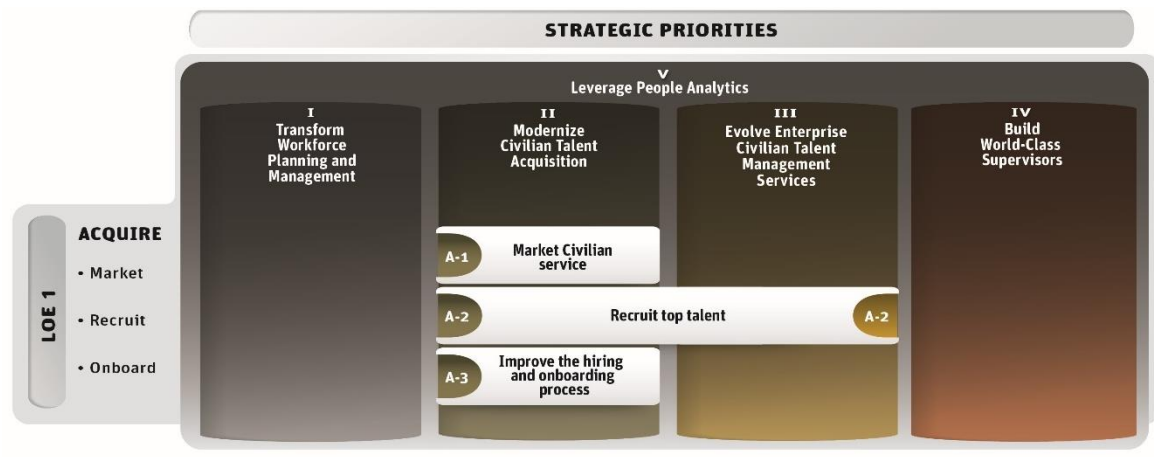 STRATEGIC PRIORITIES
V
Leverage People Analytics
I
Transform
Workforce
Planning and
Management
II
Modernize
Civilian Talent
Acquisition
III
Evolve Enterprise
Civilian Talent
Management
Services
IV
Build
World-Class
Supervisors
LOE 1
ACQUIRE
• Market
• Recruit
• Onboard
A-1
Market Civilian
service
A-2
Recruit top talent
A-2
A-3
Improve the hiring
and onboarding
process